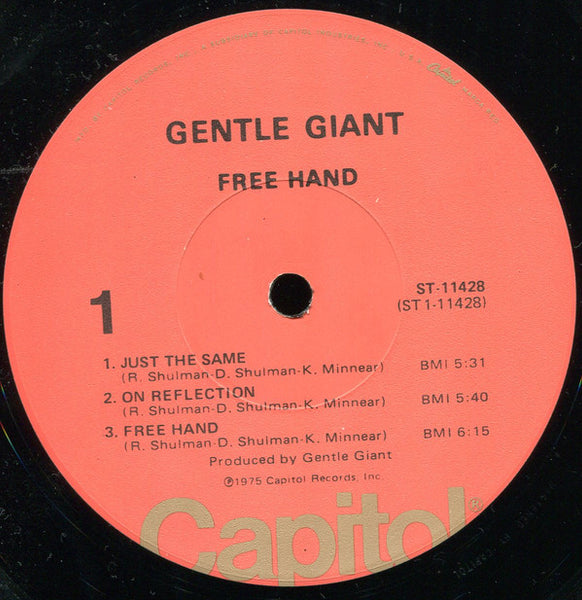 GENTLE GIANT
FREE HAND
1
ST-11428
(ST1-11428)
1. JUST THE SAME
(R. Shulman-D. Shulman-K. Minnear) BMI 5:31
2. ON REFLECTION
(R. Shulman-D. Shulman-K. Minnear) BMI 5:40
3. FREE HAND
(R. Shulman-D. Shulman-K. Minnear) BMI 6:15
Produced by Gentle Giant
℗1975 Capitol Records, Inc.
Capitol®